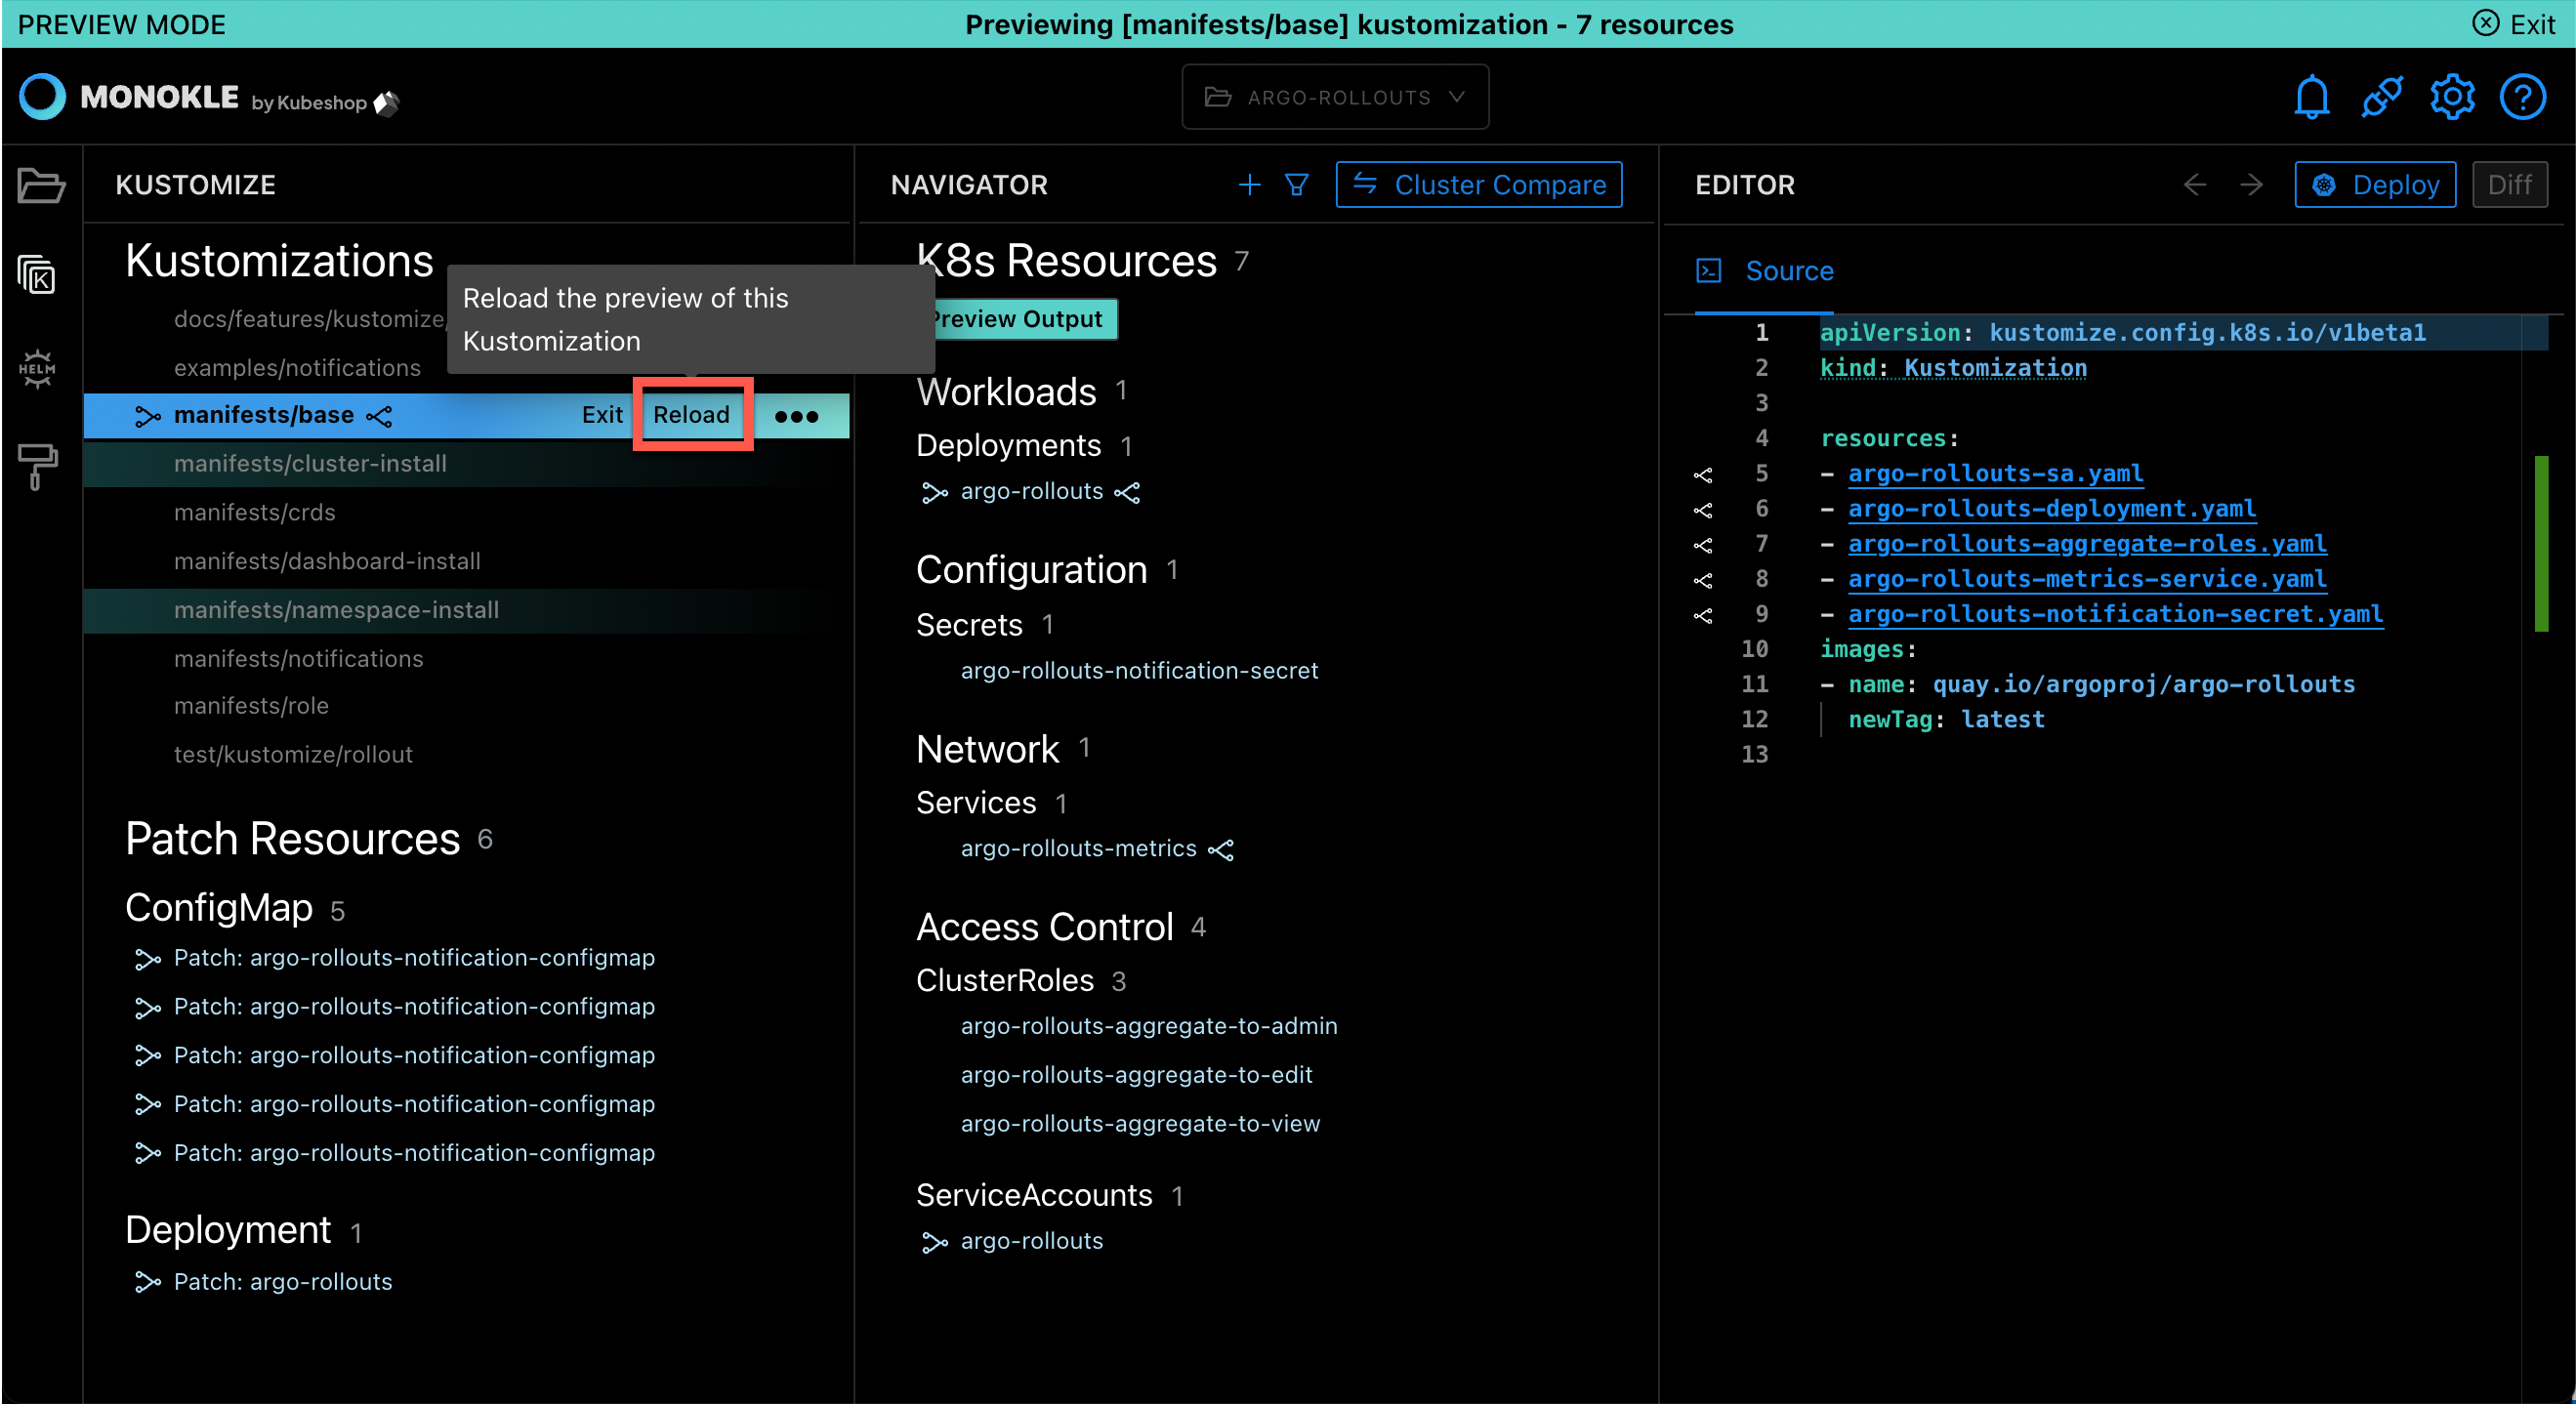 PREVIEW MODE
Previewing [manifests/base] kustomization - 7 resources
Exit
MONOKLE by Kubeshop
ARGO-ROLLOUTS
KUSTOMIZE
Kustomizations
docs/features/kustomize/
examples/notifications
Reload the preview of this
Kustomization
manifests/base
Exit
Reload
•••
manifests/cluster-install
manifests/crds
manifests/dashboard-install
manifests/namespace-install
manifests/notifications
manifests/role
test/kustomize/rollout
Patch Resources 6
ConfigMap 5
Patch: argo-rollouts-notification-configmap
Patch: argo-rollouts-notification-configmap
Patch: argo-rollouts-notification-configmap
Patch: argo-rollouts-notification-configmap
Patch: argo-rollouts-notification-configmap
Deployment 1
Patch: argo-rollouts
HELM
NAVIGATOR
Cluster Compare
K8s Resources 7
Preview Output
Workloads 1
Deployments 1
argo-rollouts
Configuration 1
Secrets 1
argo-rollouts-notification-secret
Network 1
Services 1
argo-rollouts-metrics
Access Control 4
ClusterRoles 3
argo-rollouts-aggregate-to-admin
argo-rollouts-aggregate-to-edit
argo-rollouts-aggregate-to-view
ServiceAccounts 1
argo-rollouts
EDITOR
Deploy
Diff
Source
1 apiVersion: kustomize.config.k8s.io/v1beta1
2 kind: Kustomization
3
4 resources:
5 - argo-rollouts-sa.yaml
6 - argo-rollouts-deployment.yaml
7 - argo-rollouts-aggregate-roles.yaml
8 - argo-rollouts-metrics-service.yaml
9 - argo-rollouts-notification-secret.yaml
10 images:
11 - name: quay.io/argoproj/argo-rollouts
12 newTag: latest
13